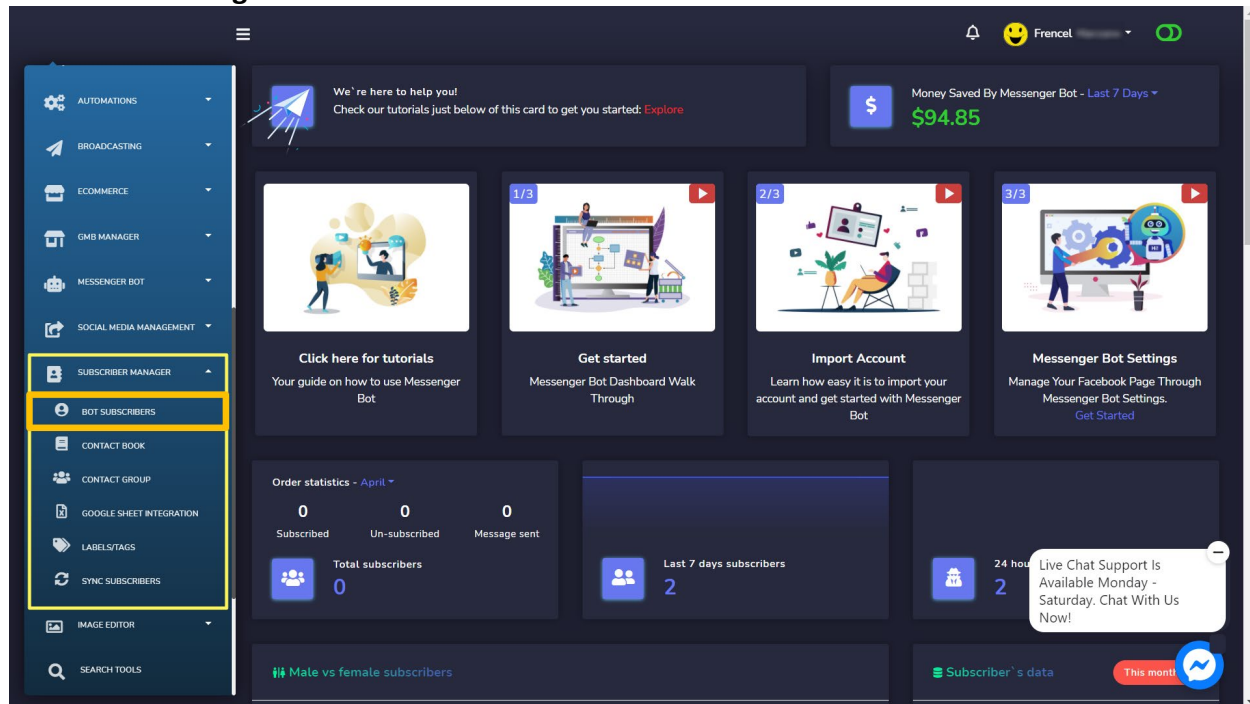 Frencel
AUTOMATIONS
BROADCASTING
ECOMMERCE
GMB MANAGER
MESSENGER BOT
SOCIAL MEDIA MANAGEMENT
SUBSCRIBER MANAGER
BOT SUBSCRIBERS
CONTACT BOOK
CONTACT GROUP
GOOGLE SHEET INTEGRATION
LABELS/TAGS
SYNC SUBSCRIBERS
IMAGE EDITOR
SEARCH TOOLS
We`re here to help you!
Check our tutorials just below of this card to get you started: Explore
$
Money Saved By Messenger Bot - Last 7 Days
$94.85
Click here for tutorials
Your guide on how to use Messenger
Bot
1/3
Get started
Messenger Bot Dashboard Walk
Through
2/3
Import Account
Learn how easy it is to import your
account and get started with Messenger
Bot
3/3
Messenger Bot Settings
Manage Your Facebook Page Through
Messenger Bot Settings.
Get Started
Order statistics - April
0 0 0
Subscribed Un-subscribed Message sent
Total subscribers
0
Last 7 days subscribers
2
24 hou
2
Live Chat Support Is
Available Monday -
Saturday. Chat With Us
Now!
Male vs female subscribers
Subscriber`s data
This mont